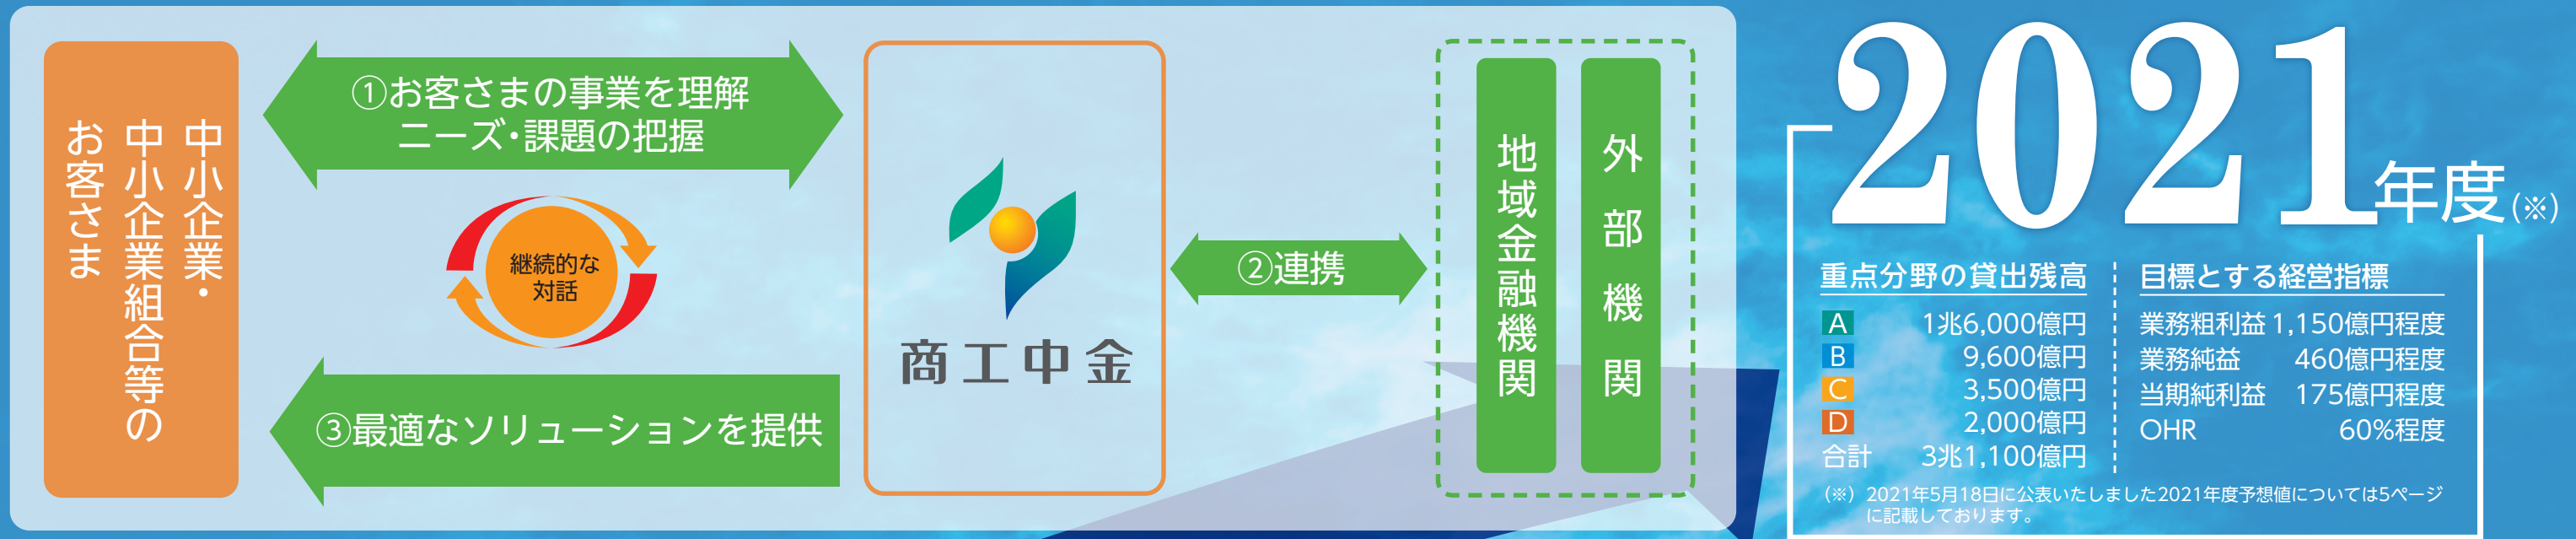 中小企業・
中小企業組合等の
お客さま
①お客さまの事業を理解
ニーズ・課題の把握
継続的な
対話
③最適なソリューションを提供
商工中金
②連携
地域金融機関
外部機関
2021年度(※)
重点分野の貸出残高
A 1兆6,000億円
B 9,600億円
C 3,500億円
D 2,000億円
合計 3兆1,100億円
目標とする経営指標
業務粗利益 1,150億円程度
業務純益 460億円程度
当期純利益 175億円程度
OHR 60%程度
(※) 2021年5月18日に公表いたしました2021年度予想値については5ページ
に記載しております。